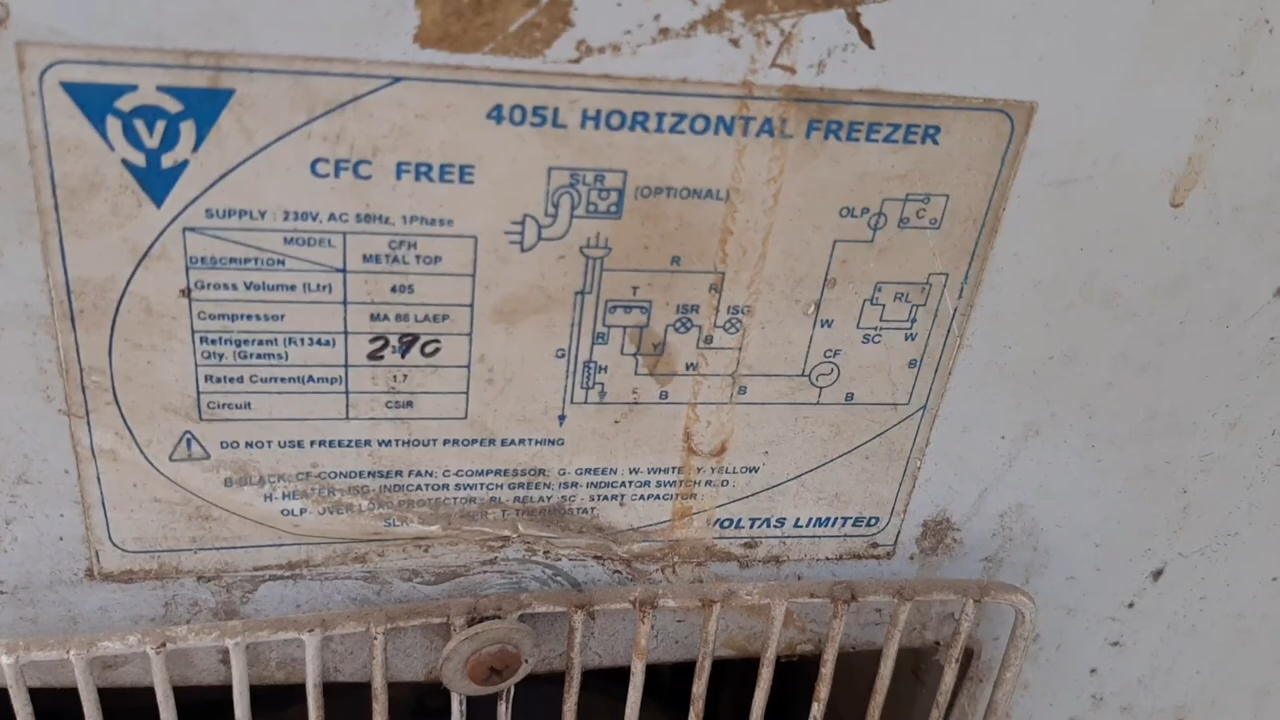 V
405L HORIZONTAL FREEZER
CFC FREE
SUPPLY : 230V, AC 50Hz, 1Phase
MODEL CFH METAL TOP
DESCRIPTION
Gross Volume (Ltr) 405
Compressor MA 88 LAEP
Refrigerant (R134a) Qty. (Grams) 290
Rated Current(Amp) 1.7
Circuit CSIR
SLR (OPTIONAL)
OLP C
R
T ISR R ISG
RL
R Y B W SC W
G H W CF B
B B B
DO NOT USE FREEZER WITHOUT PROPER EARTHING
B-BLACK; CF-CONDENSER FAN; C-COMPRESSOR; G- GREEN ; W-WHITE ; Y-YELLOW
H- HEATER ; ISG- INDICATOR SWITCH GREEN; ISR- INDICATOR SWITCH RED ;
OLP- OVER LOAD PROTECTOR ; RL- RELAY ; SC - START CAPACITOR ;
SLR- : T- THERMOSTAT
VOLTAS LIMITED